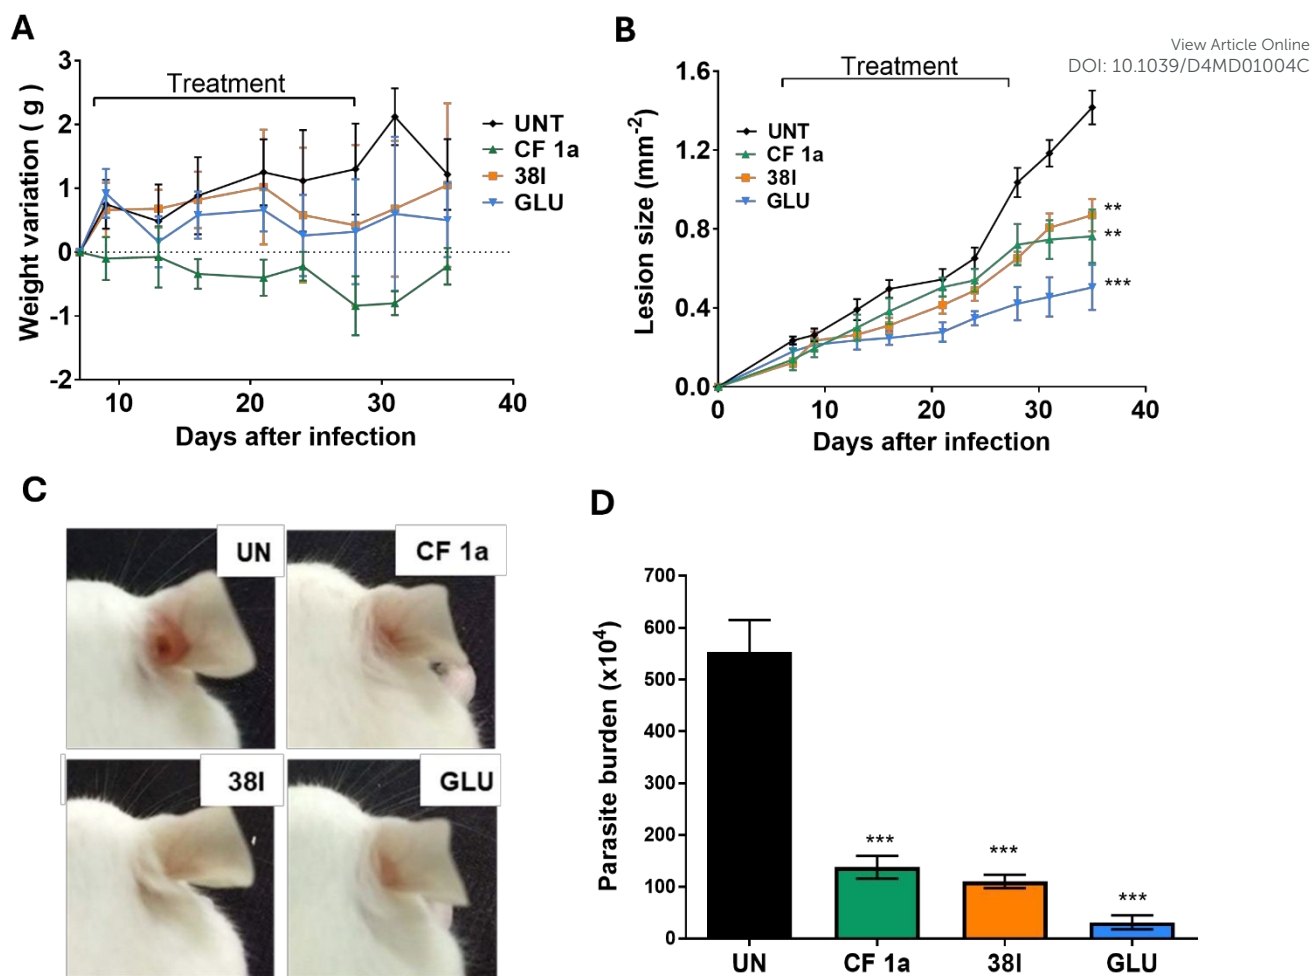 View Article Online
DOI: 10.1039/D4MD01004C
A
Treatment
Weight variation ( g )
3
2
1
0
-1
-2
10
20
30
40
Days after infection
UNT
CF 1a
38I
GLU
B
Treatment
Lesion size (mm⁻²)
1.6
1.2
0.8
0.4
0.0
0
10
20
30
40
Days after infection
UNT
CF 1a
38I
GLU
**
**
***
C
UN
CF 1a
38I
GLU
D
Parasite burden (x10⁴)
700
600
500
400
300
200
100
0
***
***
***
UN
CF 1a
38I
GLU